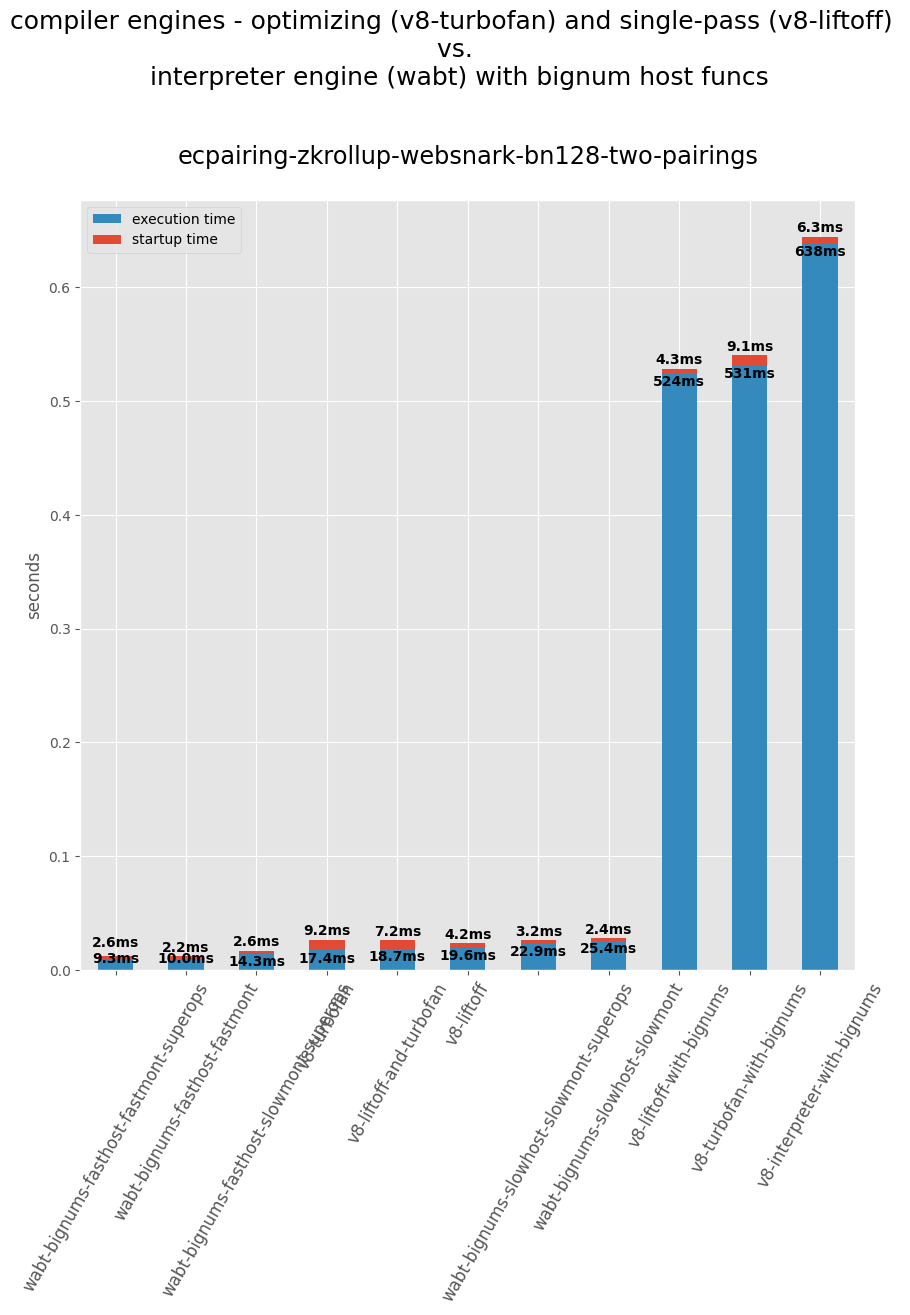 compiler engines - optimizing (v8-turbofan) and single-pass (v8-liftoff)
vs.
interpreter engine (wabt) with bignum host funcs
ecpairing-zkrollup-websnark-bn128-two-pairings
execution time
startup time
seconds
0.6
0.5
0.4
0.3
0.2
0.1
0.0
2.6ms
9.3ms
2.2ms
10.0ms
2.6ms
14.3ms
9.2ms
17.4ms
7.2ms
18.7ms
4.2ms
19.6ms
3.2ms
22.9ms
2.4ms
25.4ms
4.3ms
524ms
9.1ms
531ms
6.3ms
638ms
wabt-bignums-fasthost-fastmont-superops
wabt-bignums-fasthost-fastmont
wabt-bignums-fasthost-slowmont-superops
v8-turbofan
v8-liftoff-and-turbofan
v8-liftoff
wabt-bignums-slowhost-slowmont-superops
wabt-bignums-slowhost-slowmont
v8-liftoff-with-bignums
v8-turbofan-with-bignums
v8-interpreter-with-bignums